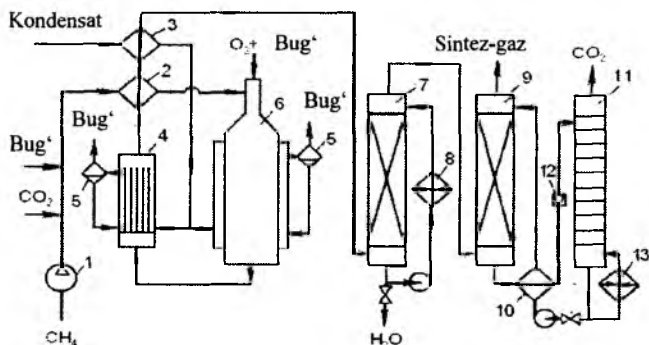 Kondensat
3
O₂+ Bug‘
2
6
Bug‘
Bug‘
4
5
5
Bug‘
CO₂
1
CH₄
7
8
H₂O
Sintez-gaz
9
CO₂
11
12
10
13